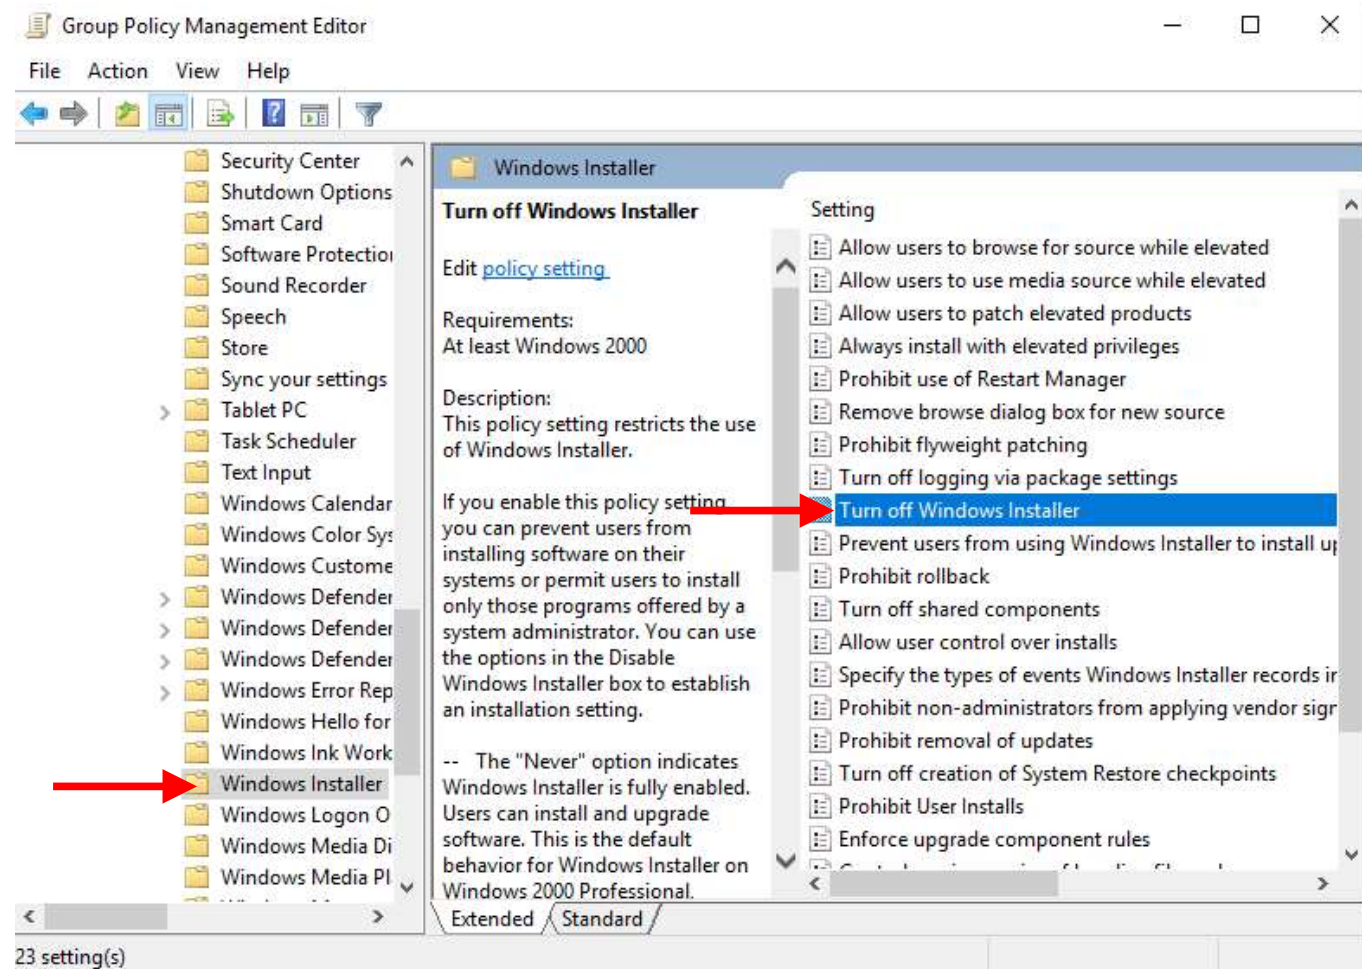 Group Policy Management Editor
File Action View Help
Security Center
Shutdown Options
Smart Card
Software Protection
Sound Recorder
Speech
Store
Sync your settings
Tablet PC
Task Scheduler
Text Input
Windows Calendar
Windows Color Sys
Windows Custome
Windows Defender
Windows Defender
Windows Defender
Windows Error Rep
Windows Hello for
Windows Ink Work
Windows Installer
Windows Logon O
Windows Media Di
Windows Media Pl
Windows Installer
Turn off Windows Installer
Edit policy setting
Requirements:
At least Windows 2000
Description:
This policy setting restricts the use
of Windows Installer.
If you enable this policy setting
you can prevent users from
installing software on their
systems or permit users to install
only those programs offered by a
system administrator. You can use
the options in the Disable
Windows Installer box to establish
an installation setting.
-- The "Never" option indicates
Windows Installer is fully enabled.
Users can install and upgrade
software. This is the default
behavior for Windows Installer on
Windows 2000 Professional.
Setting
Allow users to browse for source while elevated
Allow users to use media source while elevated
Allow users to patch elevated products
Always install with elevated privileges
Prohibit use of Restart Manager
Remove browse dialog box for new source
Prohibit flyweight patching
Turn off logging via package settings
Turn off Windows Installer
Prevent users from using Windows Installer to install up
Prohibit rollback
Turn off shared components
Allow user control over installs
Specify the types of events Windows Installer records in
Prohibit non-administrators from applying vendor sign
Prohibit removal of updates
Turn off creation of System Restore checkpoints
Prohibit User Installs
Enforce upgrade component rules
Extended Standard
23 setting(s)